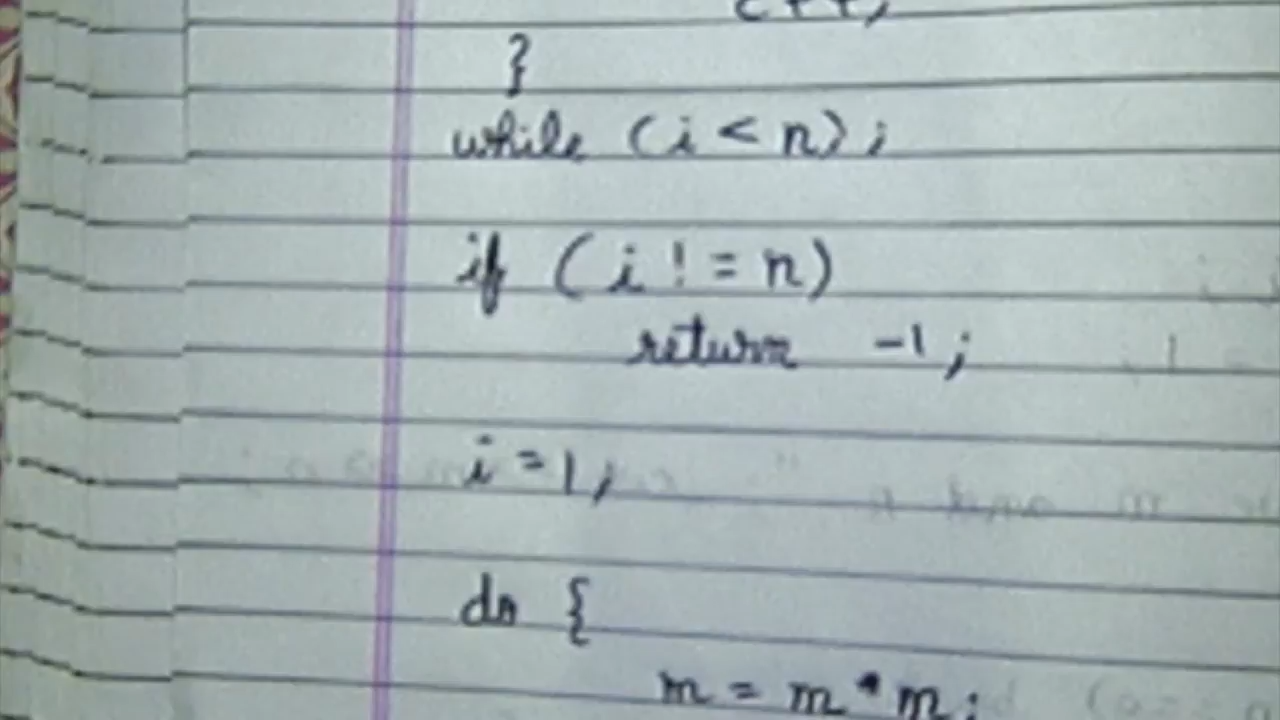 }
while (i < n);
if (i != n)
return -1;
i = 1;
do {
m = m * m;